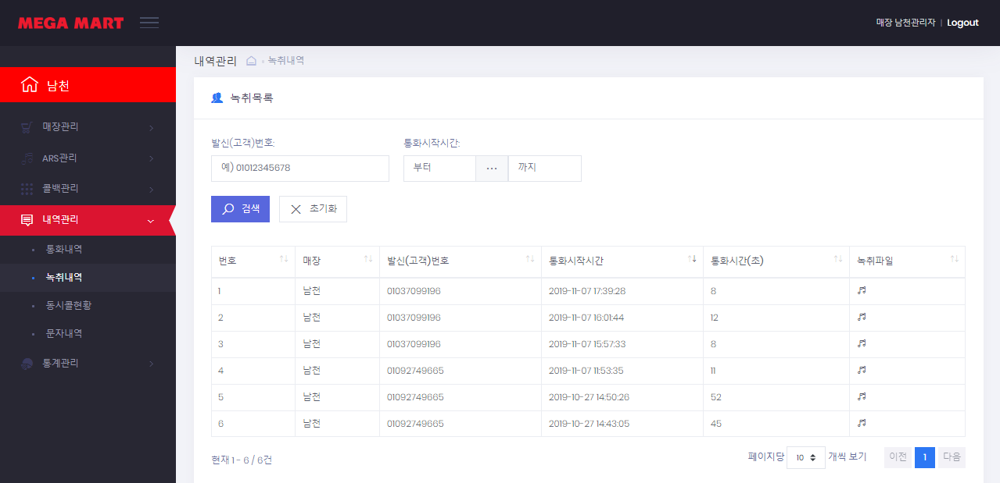 MEGA MART
매장 남천관리자 | Logout
남천
매장관리
ARS관리
콜백관리
내역관리
통화내역
녹취내역
동시콜현황
문자내역
통계관리
내역관리 녹취내역
녹취목록
발신(고객)번호: 통화시작시간:
예) 01012345678 부터 ... 까지
검색 초기화
번호 매장 발신(고객)번호 통화시작시간 통화시간(초) 녹취파일
1 남천 01037099196 2019-11-07 17:39:28 8
2 남천 01037099196 2019-11-07 16:01:44 12
3 남천 01037099196 2019-11-07 15:57:33 8
4 남천 01092749665 2019-11-07 11:53:35 11
5 남천 01092749665 2019-10-27 14:50:26 52
6 남천 01092749665 2019-10-27 14:43:05 45
현재 1 - 6 / 6건 페이지당 10 개씩 보기 이전 1 다음